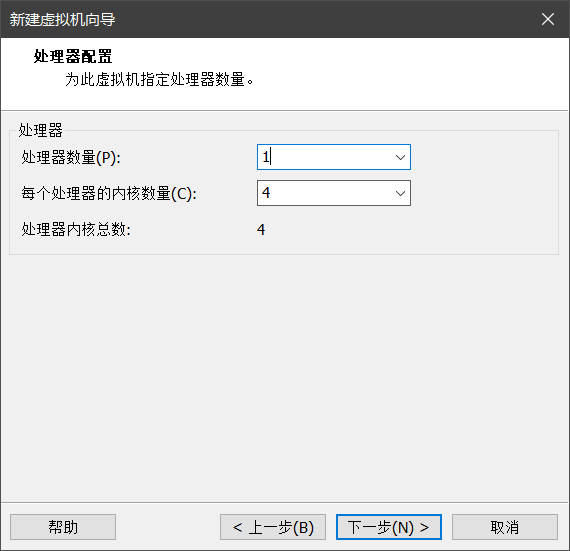 新建虚拟机向导
处理器配置
为此虚拟机指定处理器数量。
处理器
处理器数量(P): 1
每个处理器的内核数量(C): 4
处理器内核总数: 4
帮助 < 上一步(B) 下一步(N) > 取消